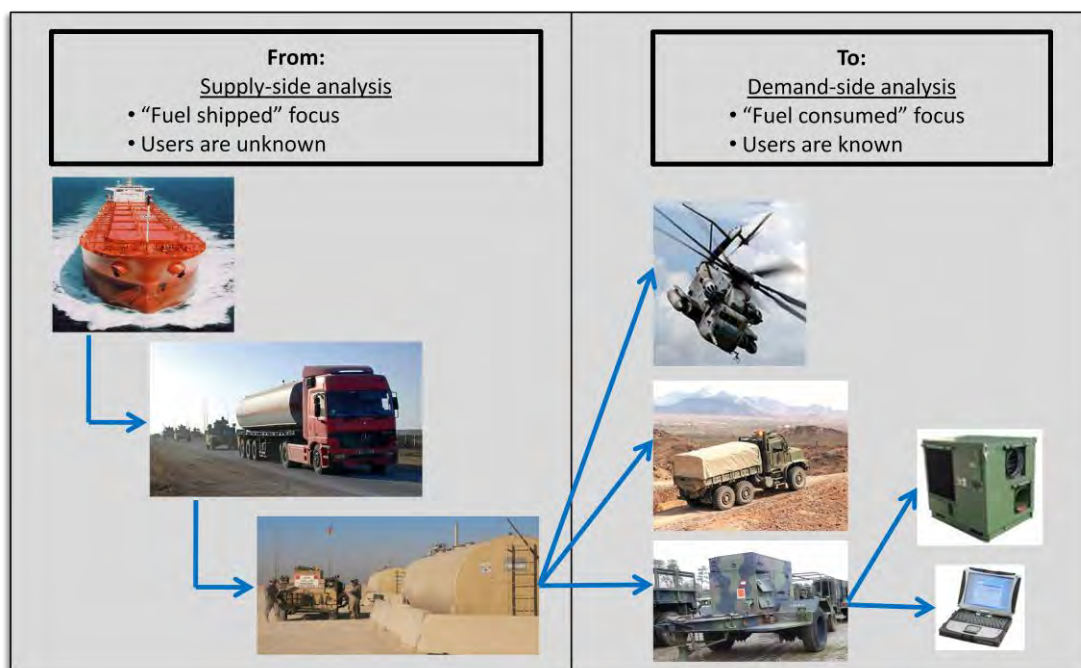 From:
Supply-side analysis
• “Fuel shipped” focus
• Users are unknown
To:
Demand-side analysis
• “Fuel consumed” focus
• Users are known